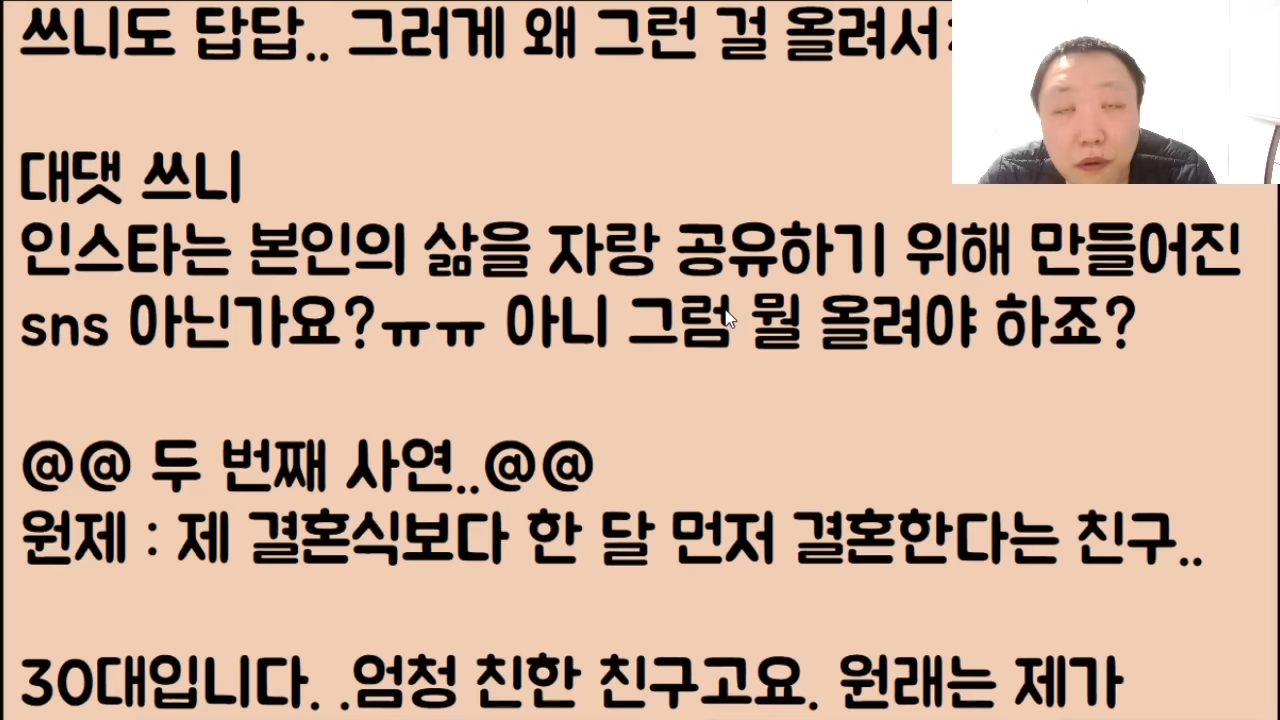 쓰니도 답답.. 그러게 왜 그런 걸 올려서
대댓 쓰니
인스타는 본인의 삶을 자랑 공유하기 위해 만들어진
sns 아닌가요?ㅠㅠ 아니 그럼 뭘 올려야 하죠?
@@ 두 번째 사연..@@
원제 : 제 결혼식보다 한 달 먼저 결혼한다는 친구..
30대입니다. .엄청 친한 친구고요. 원래는 제가